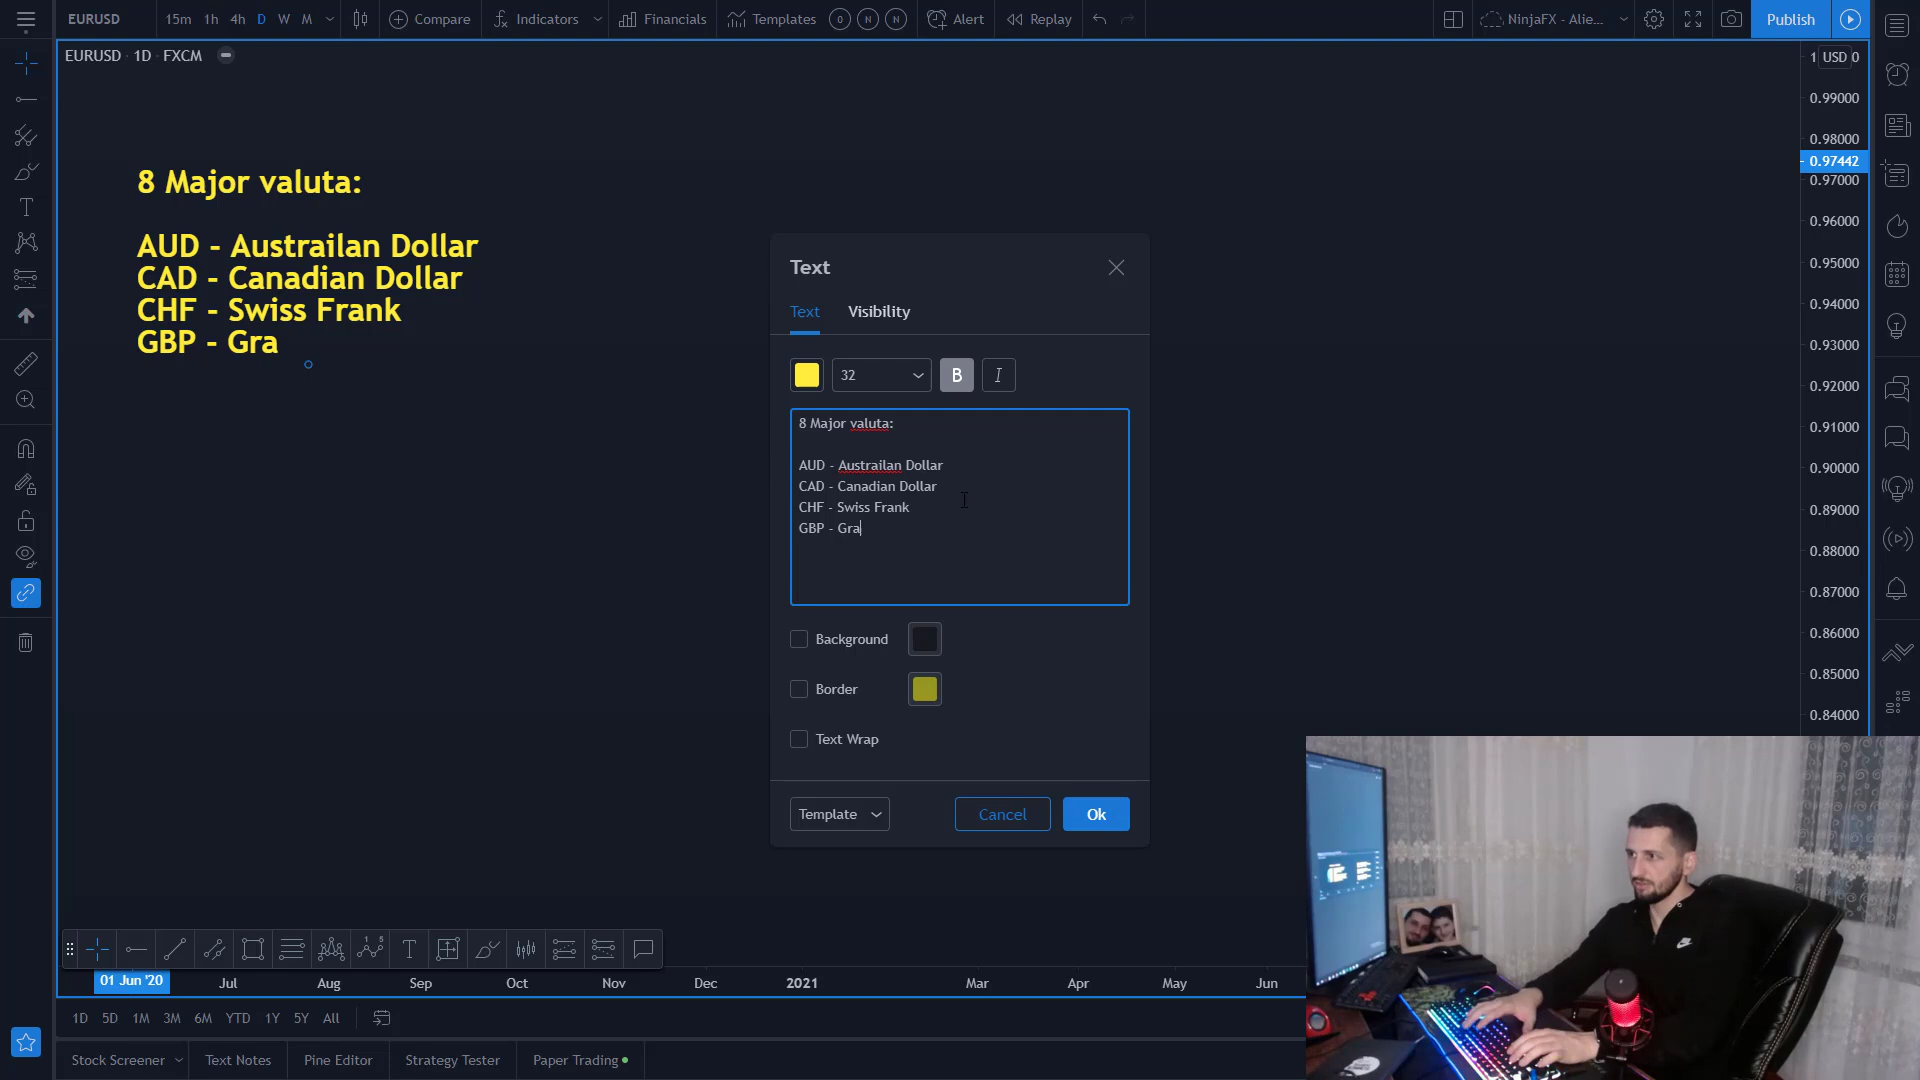 EURUSD
15m 1h 4h D W M
Compare
Indicators
Financials
Templates
O N N
Alert
Replay
NinjaFX - Alie...
Publish
EURUSD · 1D · FXCM
8 Major valuta:
AUD - Austrailan Dollar
CAD - Canadian Dollar
CHF - Swiss Frank
GBP - Gra
Text
Text Visibility
32 B I
8 Major valuta:
AUD - Austrailan Dollar
CAD - Canadian Dollar
CHF - Swiss Frank
GBP - Gra
Background
Border
Text Wrap
Template
Cancel
Ok
1 USD 0
0.99000
0.98000
0.97442
0.97000
0.96000
0.95000
0.94000
0.93000
0.92000
0.91000
0.90000
0.89000
0.88000
0.87000
0.86000
0.85000
0.84000
01 Jun '20 Jul Aug Sep Oct Nov Dec 2021 Mar Apr May Jun
1D 5D 1M 3M 6M YTD 1Y 5Y All
Stock Screener Text Notes Pine Editor Strategy Tester Paper Trading